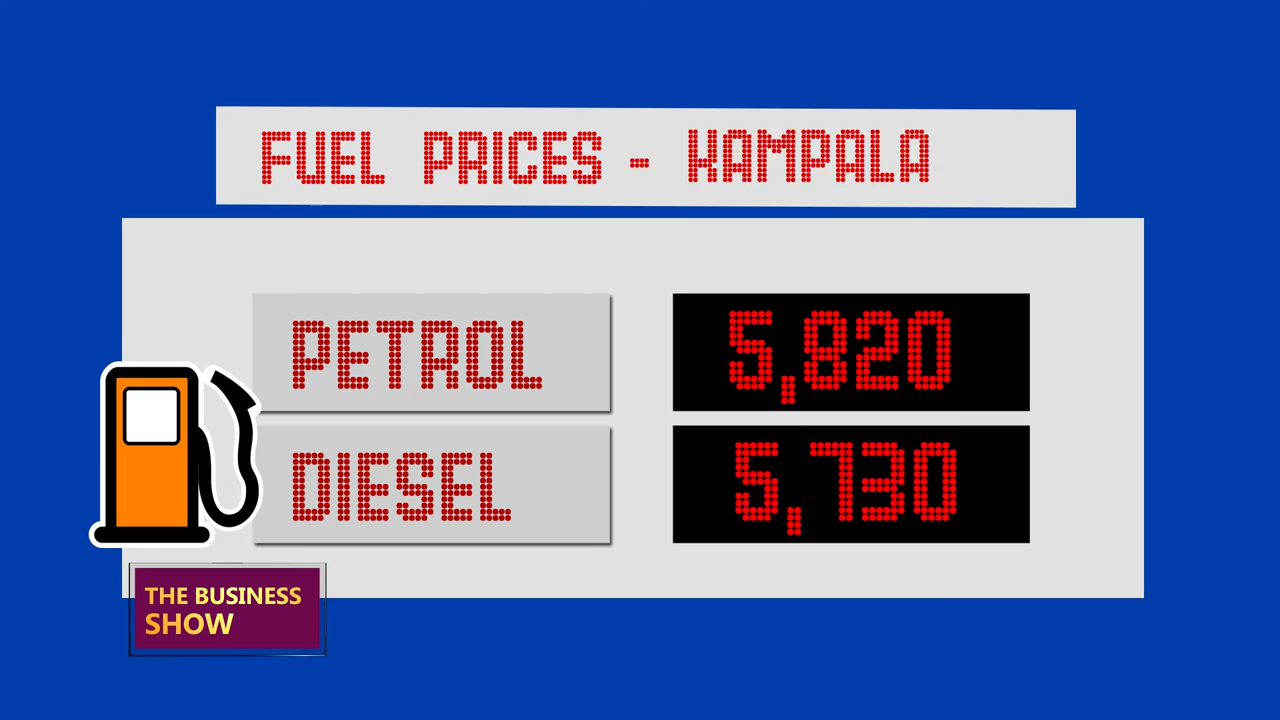 FUEL PRICES - KAMPALA
PETROL 5,820
DIESEL 5,730
THE BUSINESS
SHOW